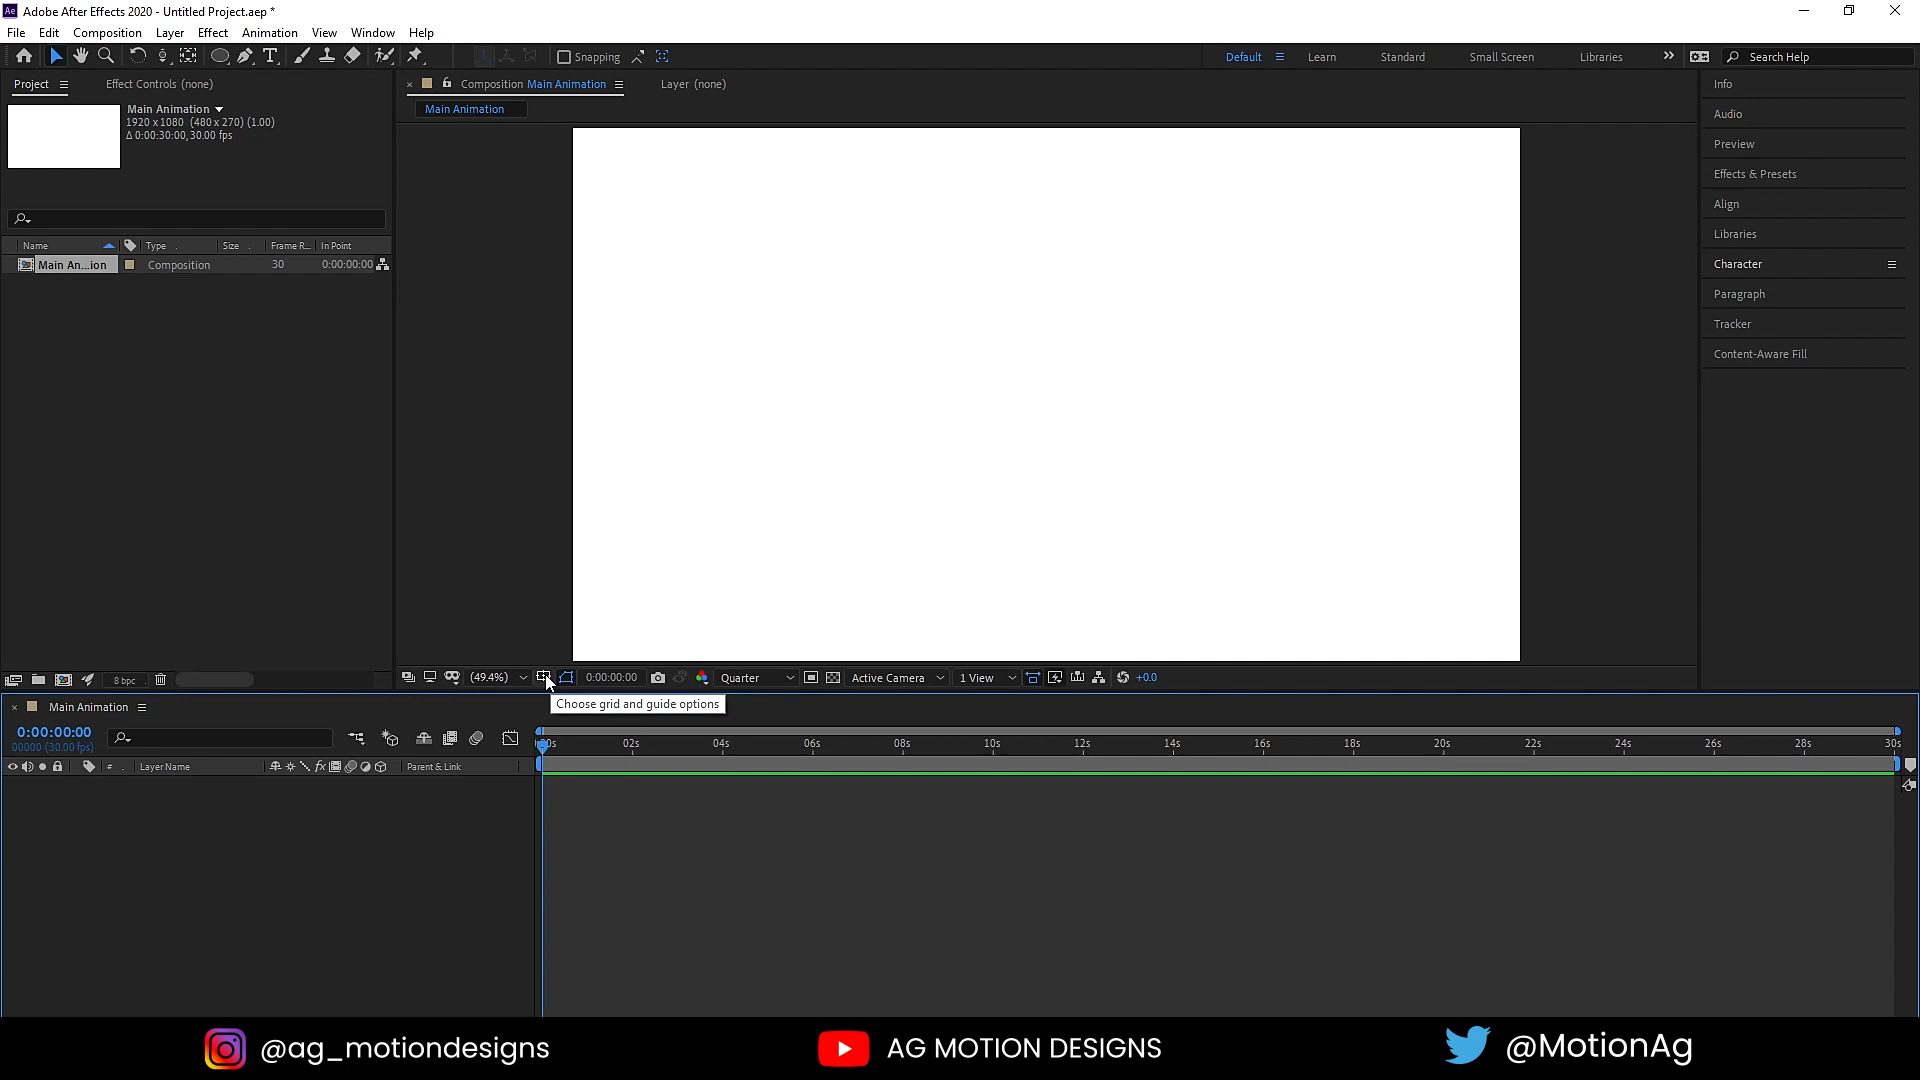 Ae Adobe After Effects 2020 - Untitled Project.aep *
File Edit Composition Layer Effect Animation View Window Help
Snapping Default Learn Standard Small Screen Libraries Search Help
Project Effect Controls (none)
Main Animation
1920 x 1080 (480 x 270) (1.00)
Δ 0:00:30:00, 30.00 fps
Name Type Size Frame R... In Point
Main An...ion Composition 30 0:00:00:00
8 bpc
Composition Main Animation Layer (none)
Main Animation
(49.4%) 0:00:00:00 Quarter Active Camera 1 View +0.0
Choose grid and guide options
Info
Audio
Preview
Effects & Presets
Align
Libraries
Character
Paragraph
Tracker
Content-Aware Fill
Main Animation
0:00:00:00
00000 (30.00 fps)
# Layer Name fx Parent & Link
02s 04s 06s 08s 10s 12s 14s 16s 18s 20s 22s 24s 26s 28s 30s
@ag_motiondesigns AG MOTION DESIGNS @MotionAg